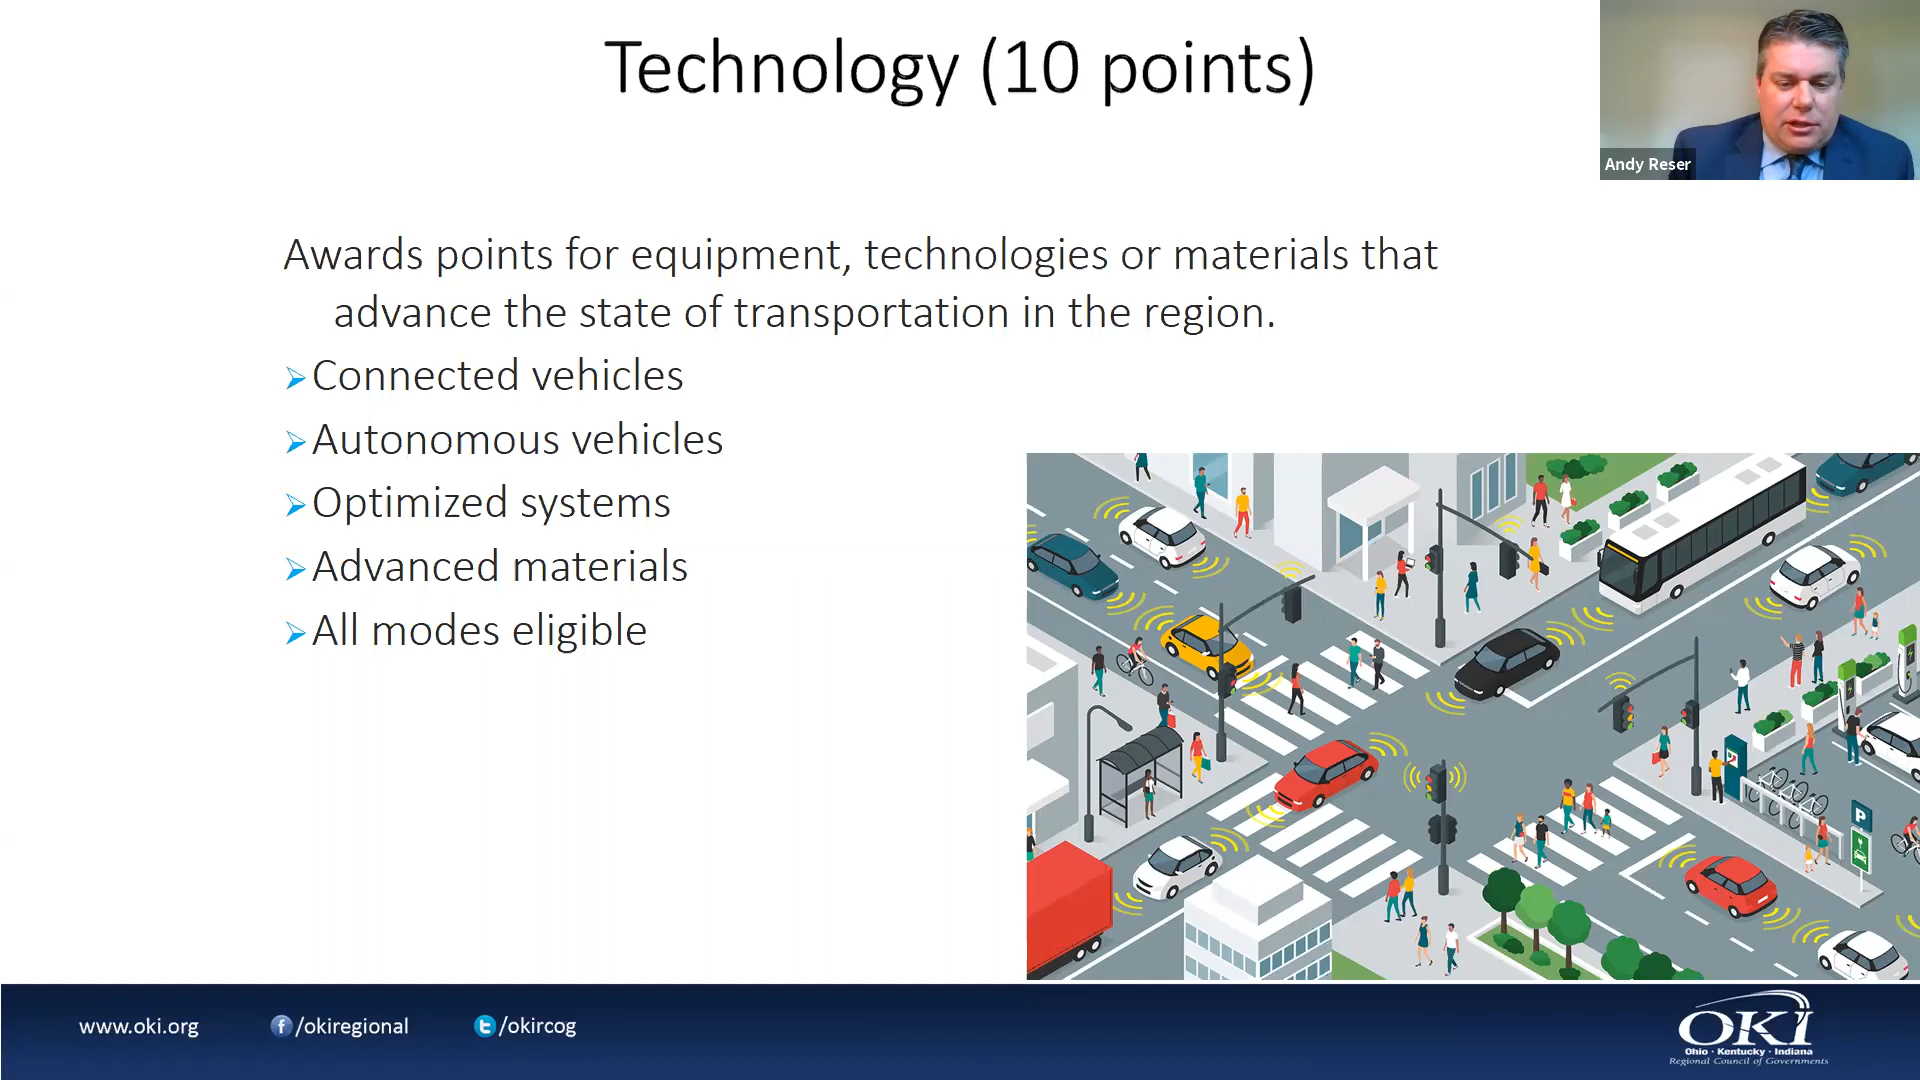 Technology (10 points)
Andy Reser
Awards points for equipment, technologies or materials that
advance the state of transportation in the region.
➢Connected vehicles
➢Autonomous vehicles
➢Optimized systems
➢Advanced materials
➢All modes eligible
P
www.oki.org
f /okiregional
t /okircog
OKI
Ohio · Kentucky · Indiana
Regional Council of Governments